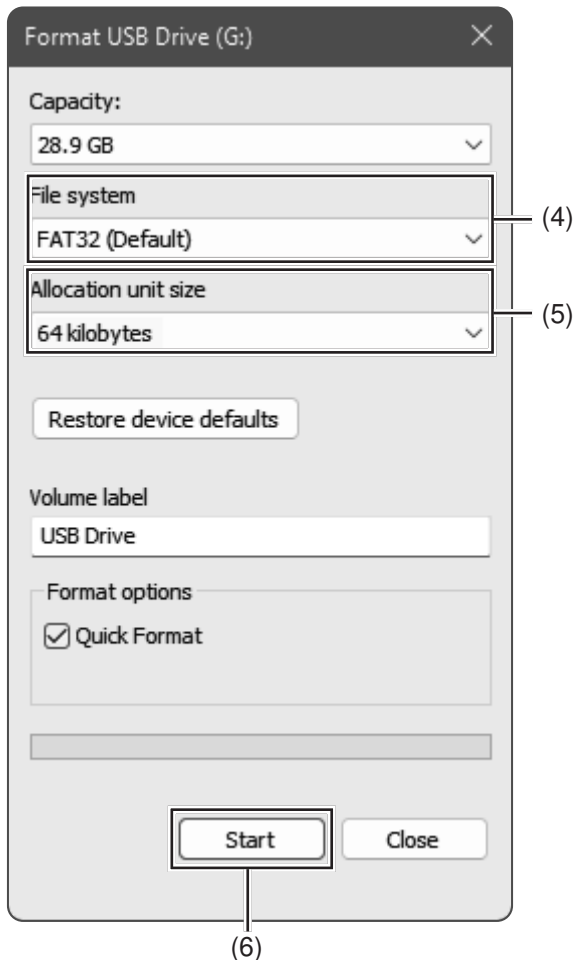 Format USB Drive (G:)
Capacity:
28.9 GB
File system
FAT32 (Default)
(4)
Allocation unit size
64 kilobytes
(5)
Restore device defaults
Volume label
USB Drive
Format options
Quick Format
Start
Close
(6)